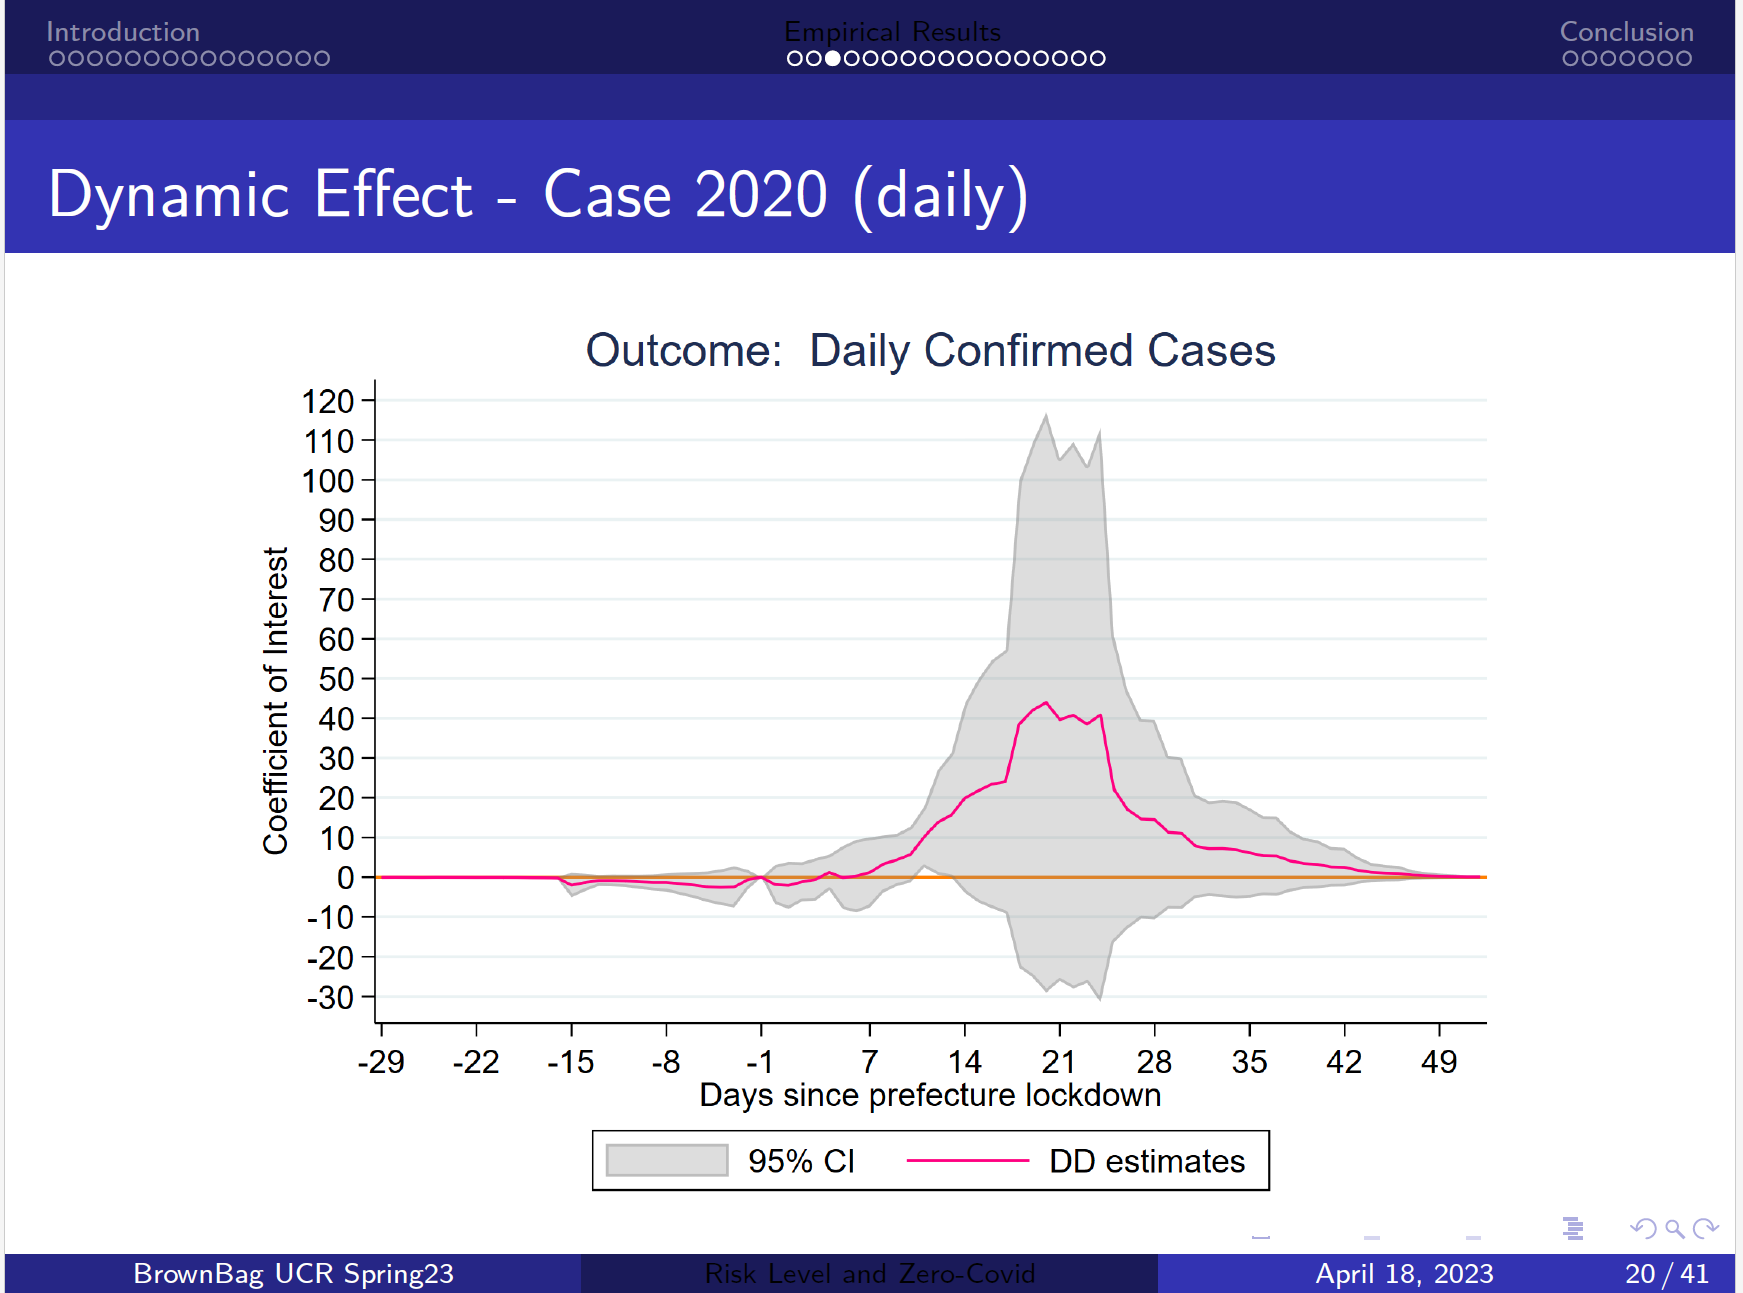 Introduction
Empirical Results
Conclusion
Dynamic Effect - Case 2020 (daily)
Outcome: Daily Confirmed Cases
120
110
100
90
80
70
60
50
40
30
20
10
0
-10
-20
-30
Coefficient of Interest
-29 -22 -15 -8 -1 7 14 21 28 35 42 49
Days since prefecture lockdown
95% CI DD estimates
BrownBag UCR Spring23 Risk Level and Zero-Covid April 18, 2023 20 / 41